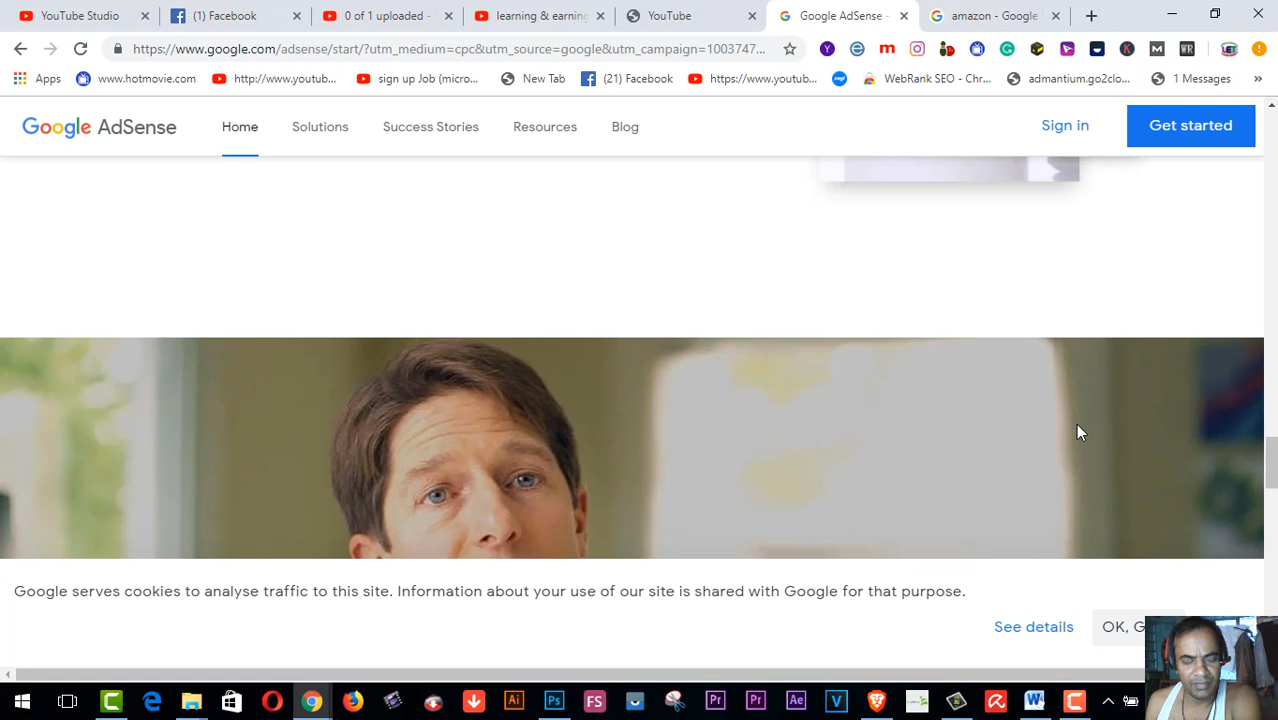 YouTube Studio
(1) Facebook
0 of 1 uploaded -
learning & earning
YouTube
Google AdSense -
amazon - Google
https://www.google.com/adsense/start/?utm_medium=cpc&utm_source=google&utm_campaign=1003747...
Apps
www.hotmovie.com
http://www.youtub...
sign up Job (micro...
New Tab
(21) Facebook
https://www.youtub...
WebRank SEO - Chr...
admantium.go2clo...
1 Messages
Google AdSense
Home
Solutions
Success Stories
Resources
Blog
Sign in
Get started
Google serves cookies to analyse traffic to this site. Information about your use of our site is shared with Google for that purpose.
See details
OK, G